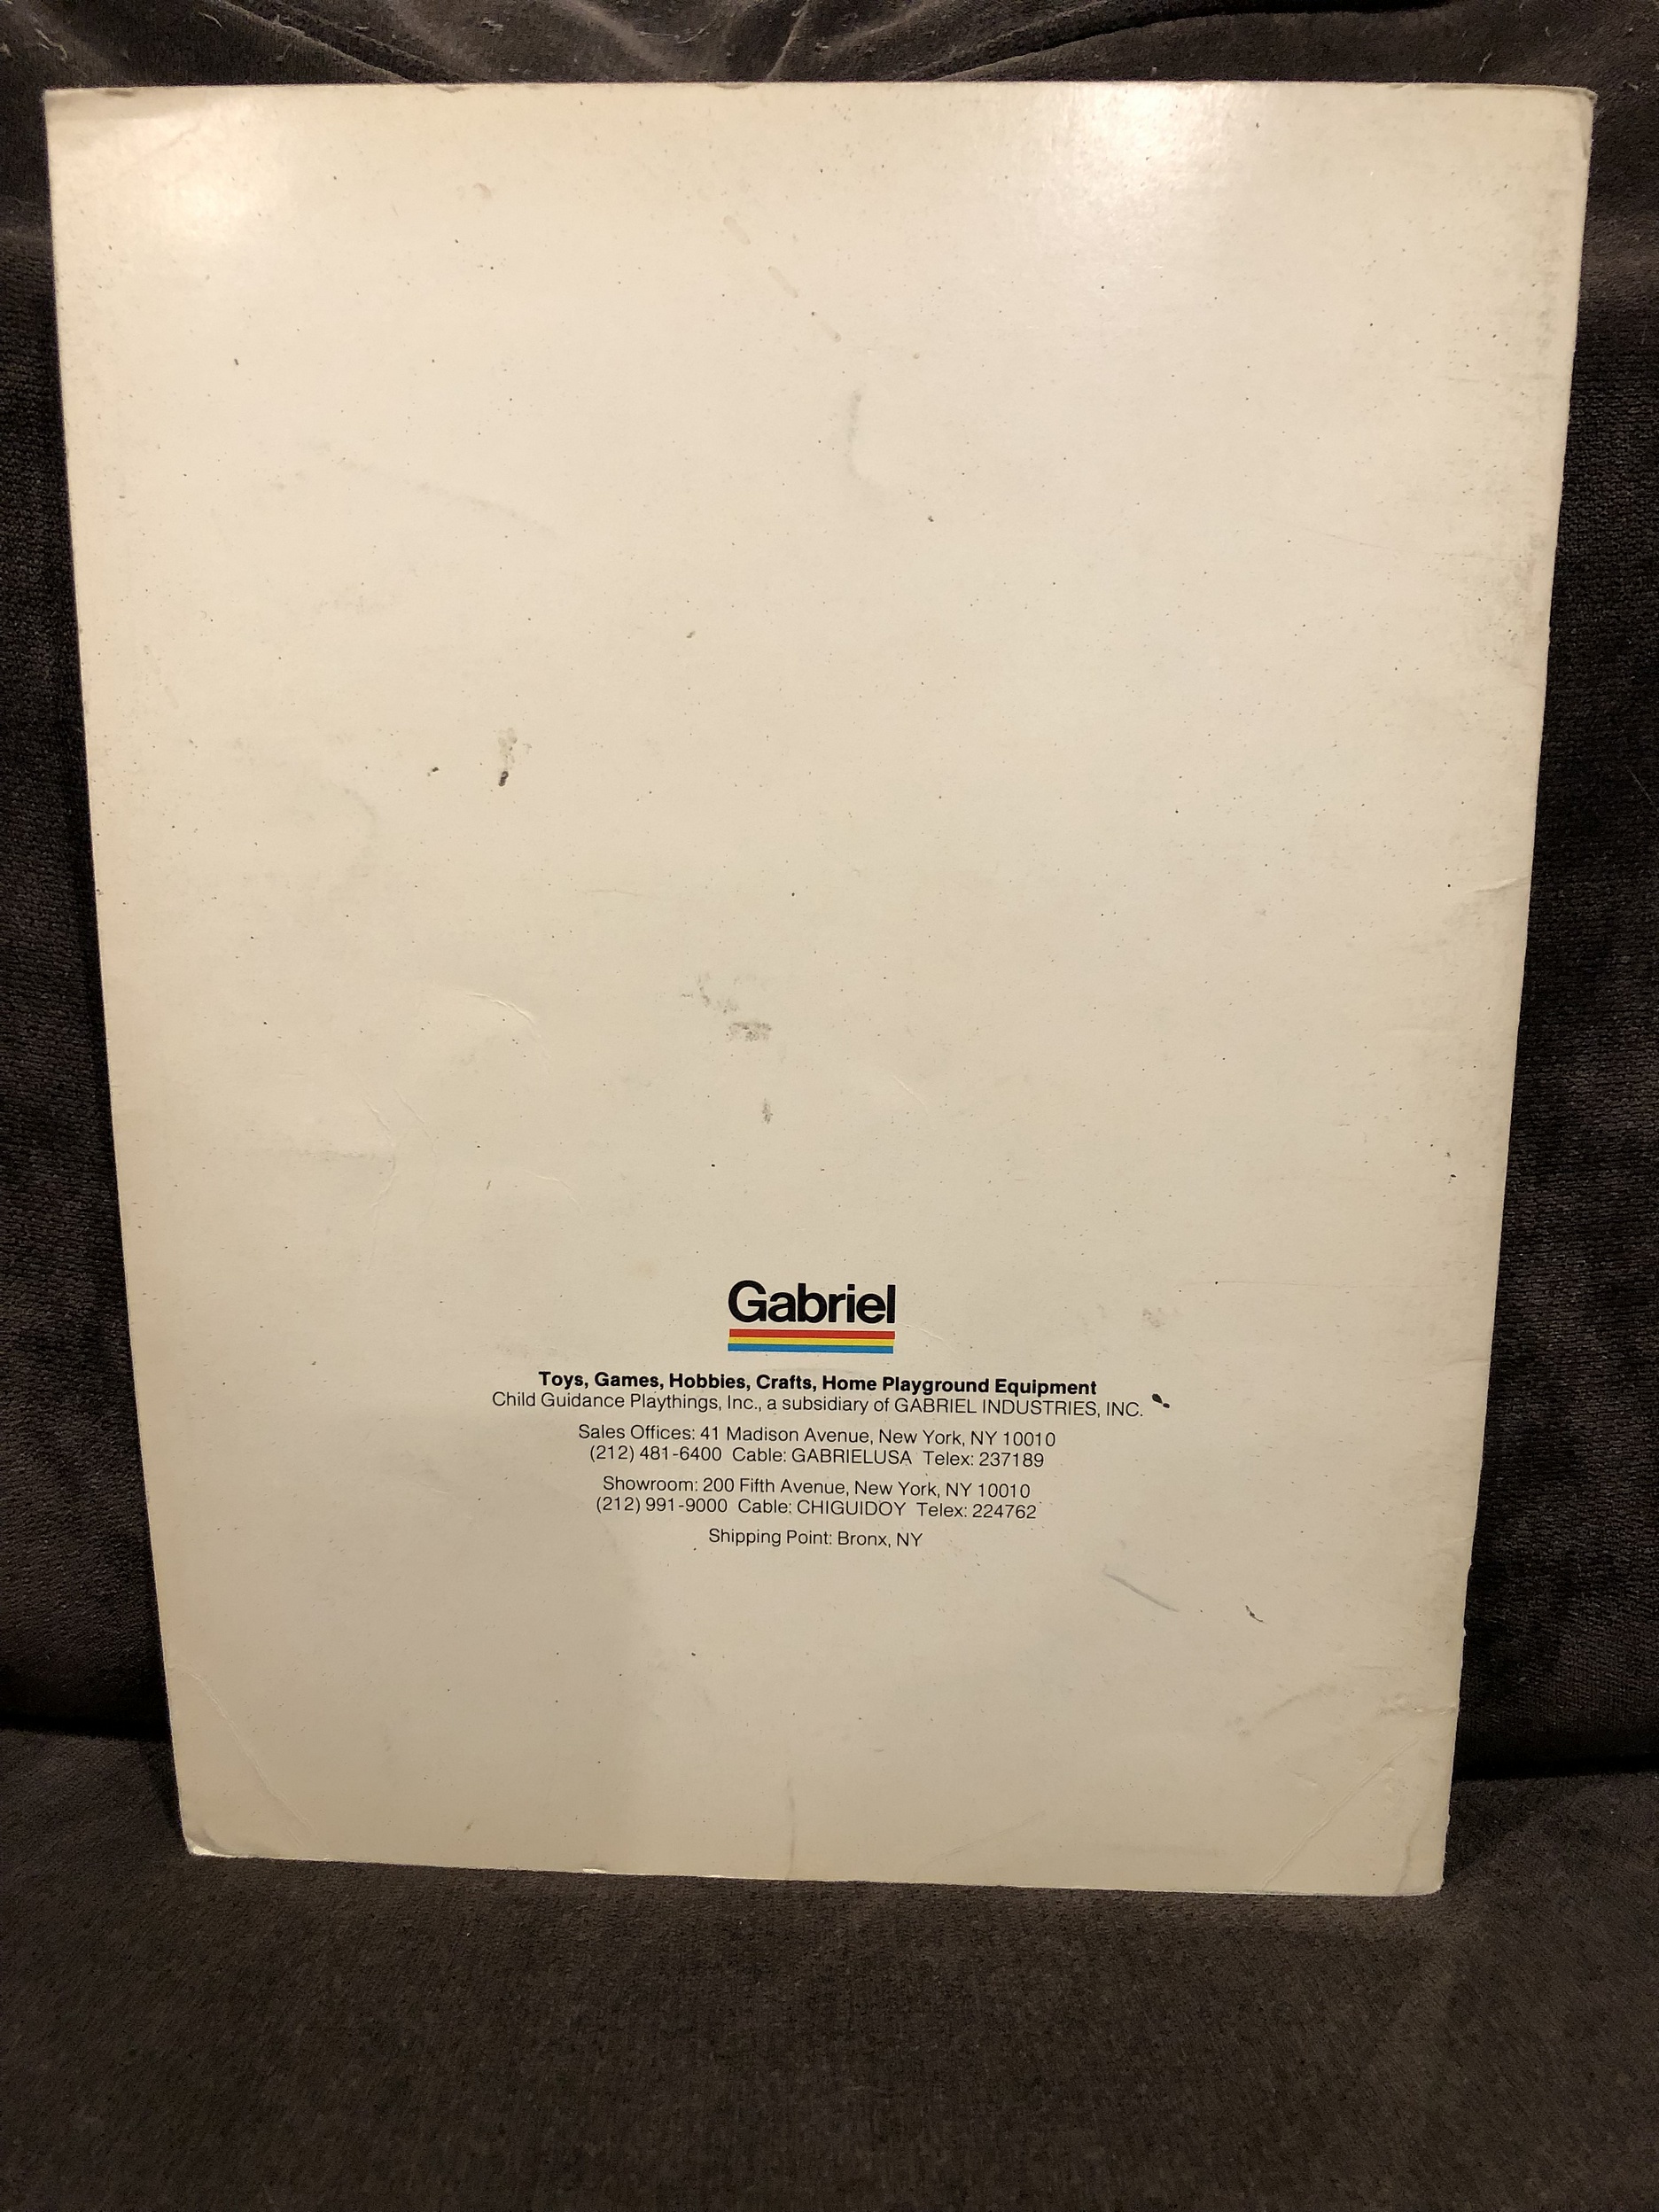 Gabriel
Toys, Games, Hobbies, Crafts, Home Playground Equipment
Child Guidance Playthings, Inc., a subsidiary of GABRIEL INDUSTRIES, INC.
Sales Offices: 41 Madison Avenue, New York, NY 10010
(212) 481-6400 Cable: GABRIELUSA Telex: 237189
Showroom: 200 Fifth Avenue, New York, NY 10010
(212) 991-9000 Cable: CHIGUIDOY Telex: 224762
Shipping Point: Bronx, NY